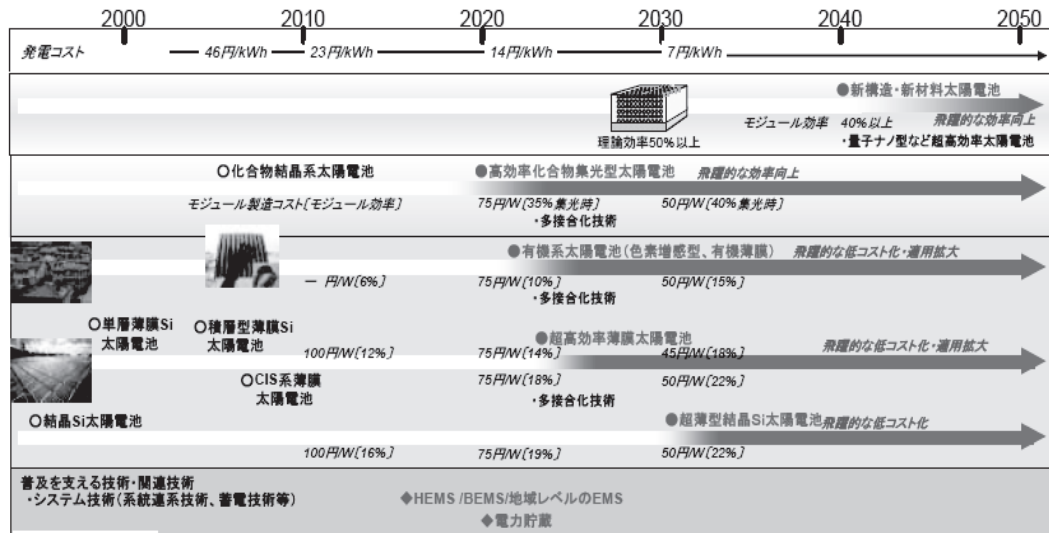 2000 2010 2020 2030 2040 2050
発電コスト 46円/kWh 23円/kWh 14円/kWh 7円/kWh
●新構造・新材料太陽電池
モジュール効率 40%以上 飛躍的な効率向上
理論効率50%以上 ・量子ナノ型など超高効率太陽電池
○化合物結晶系太陽電池 ●高効率化合物集光型太陽電池 飛躍的な効率向上
モジュール製造コスト〔モジュール効率〕 75円/W〔35%集光時〕 50円/W〔40%集光時〕
・多接合化技術
●有機系太陽電池(色素増感型、有機薄膜) 飛躍的な低コスト化・適用拡大
― 円/W〔6%〕 75円/W〔10%〕 50円/W〔15%〕
・多接合化技術
○単層薄膜Si
太陽電池
○積層型薄膜Si
太陽電池
●超高効率薄膜太陽電池
飛躍的な低コスト化・適用拡大
100円/W〔12%〕 75円/W〔14%〕 45円/W〔18%〕
○CIS系薄膜
太陽電池
75円/W〔18%〕 50円/W〔22%〕
・多接合化技術
○結晶Si太陽電池 ●超薄型結晶Si太陽電池 飛躍的な低コスト化
100円/W〔16%〕 75円/W〔19%〕 50円/W〔22%〕
普及を支える技術・関連技術
・システム技術(系統連系技術、蓄電技術等) ◆HEMS /BEMS/地域レベルのEMS
◆電力貯蔵